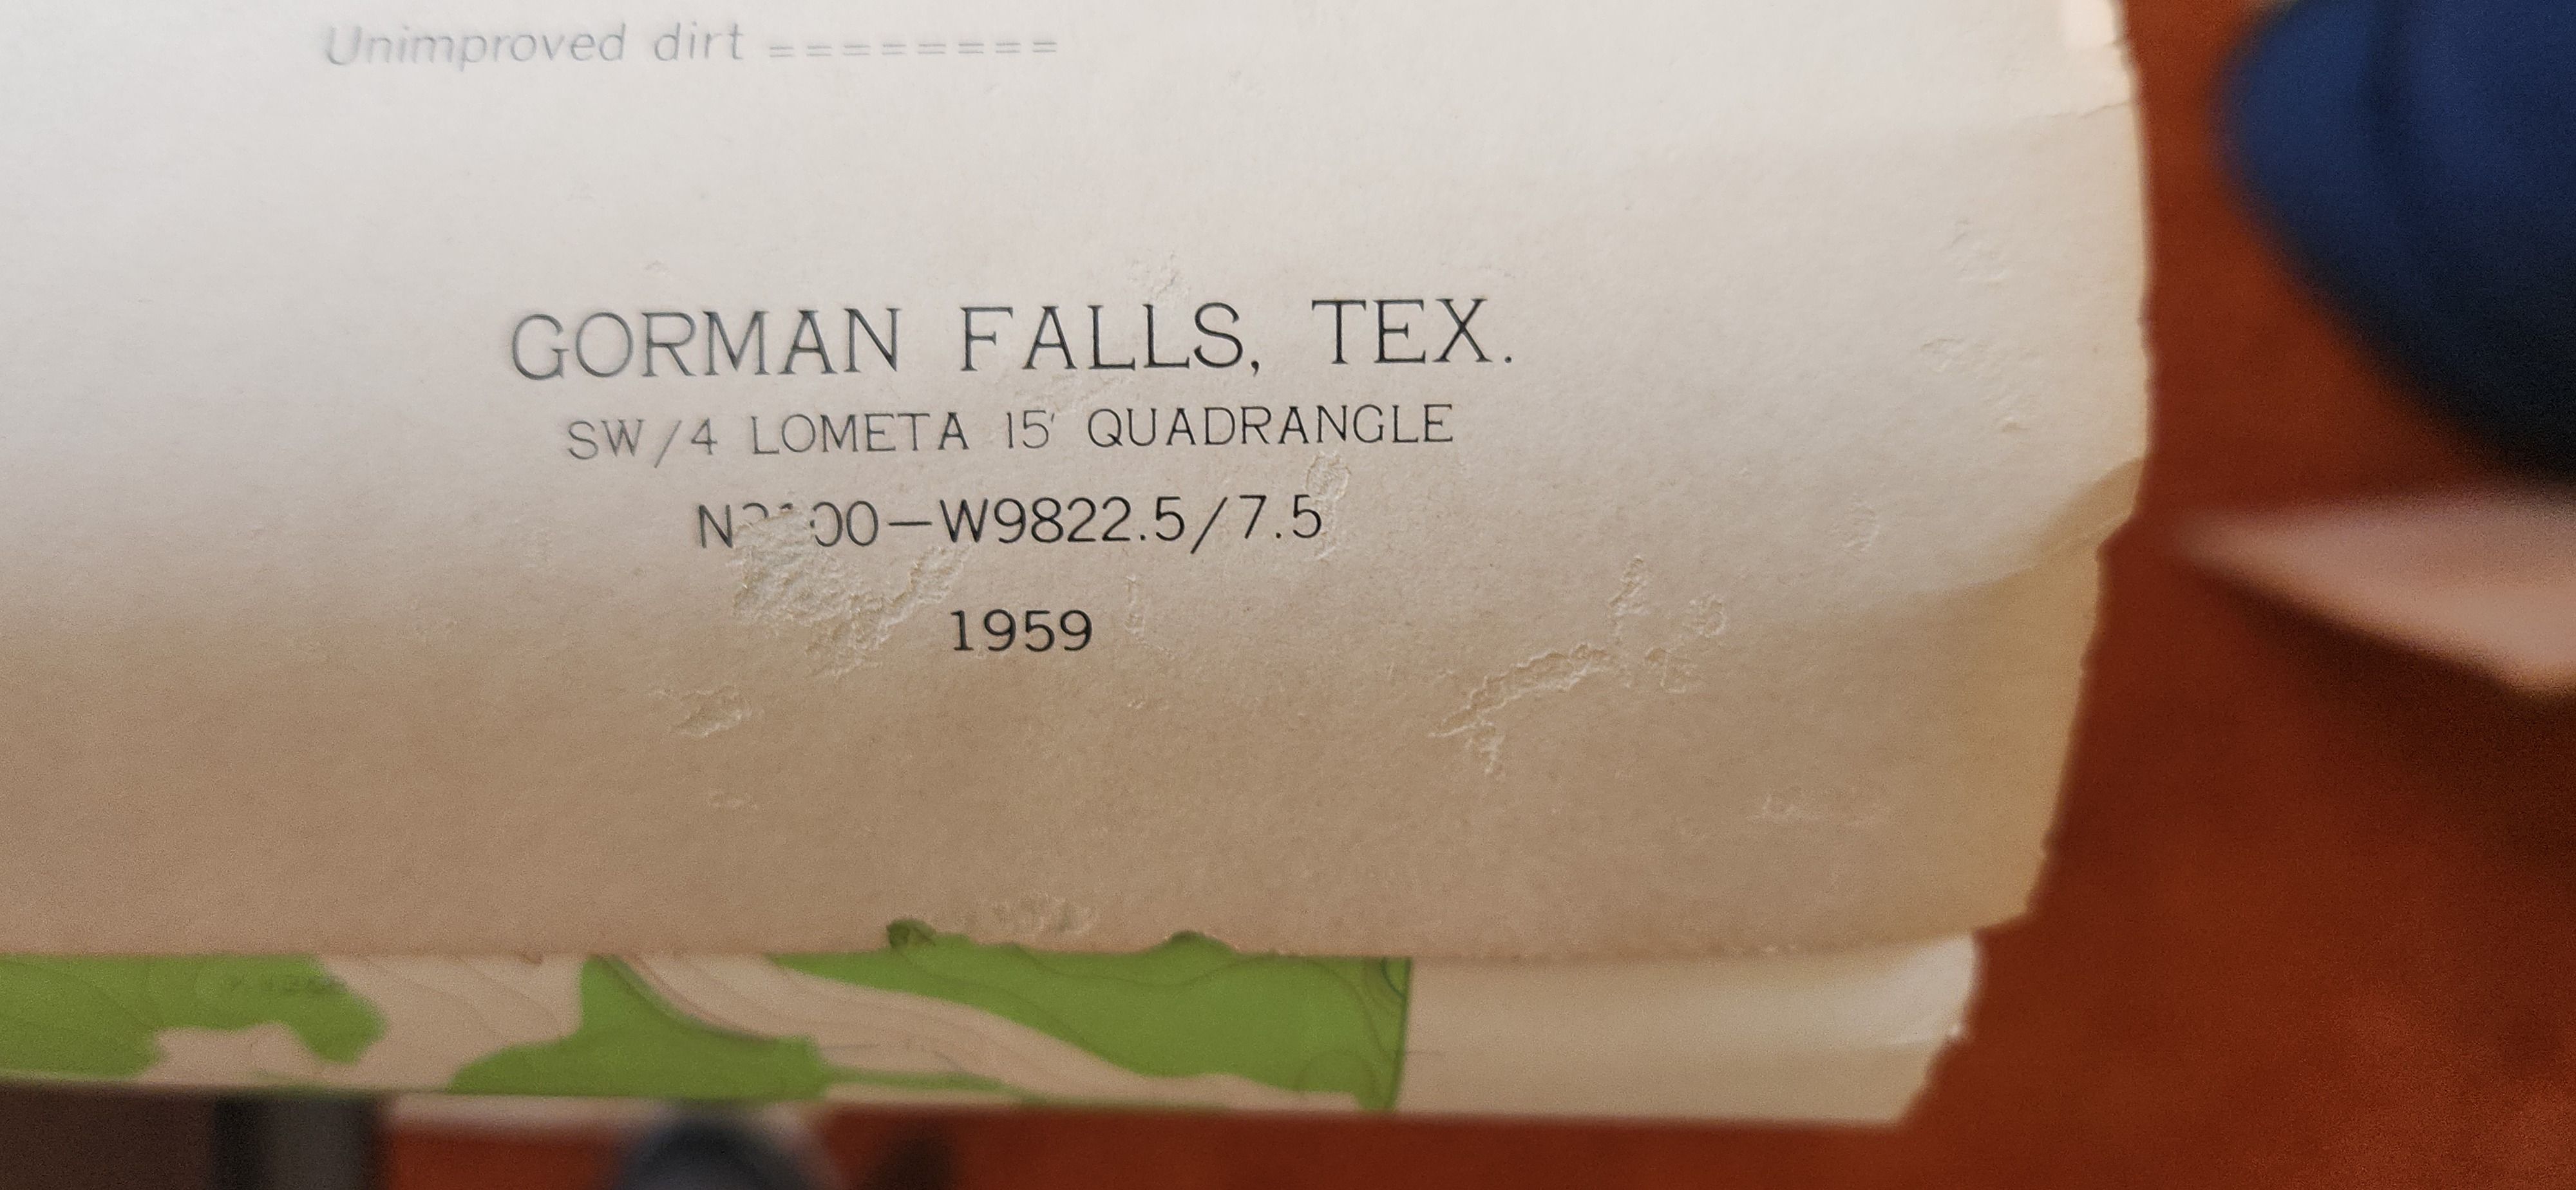 Unimproved dirt ========
GORMAN FALLS, TEX.
SW/4 LOMETA 15' QUADRANGLE
–W9822.5/7.5
1959